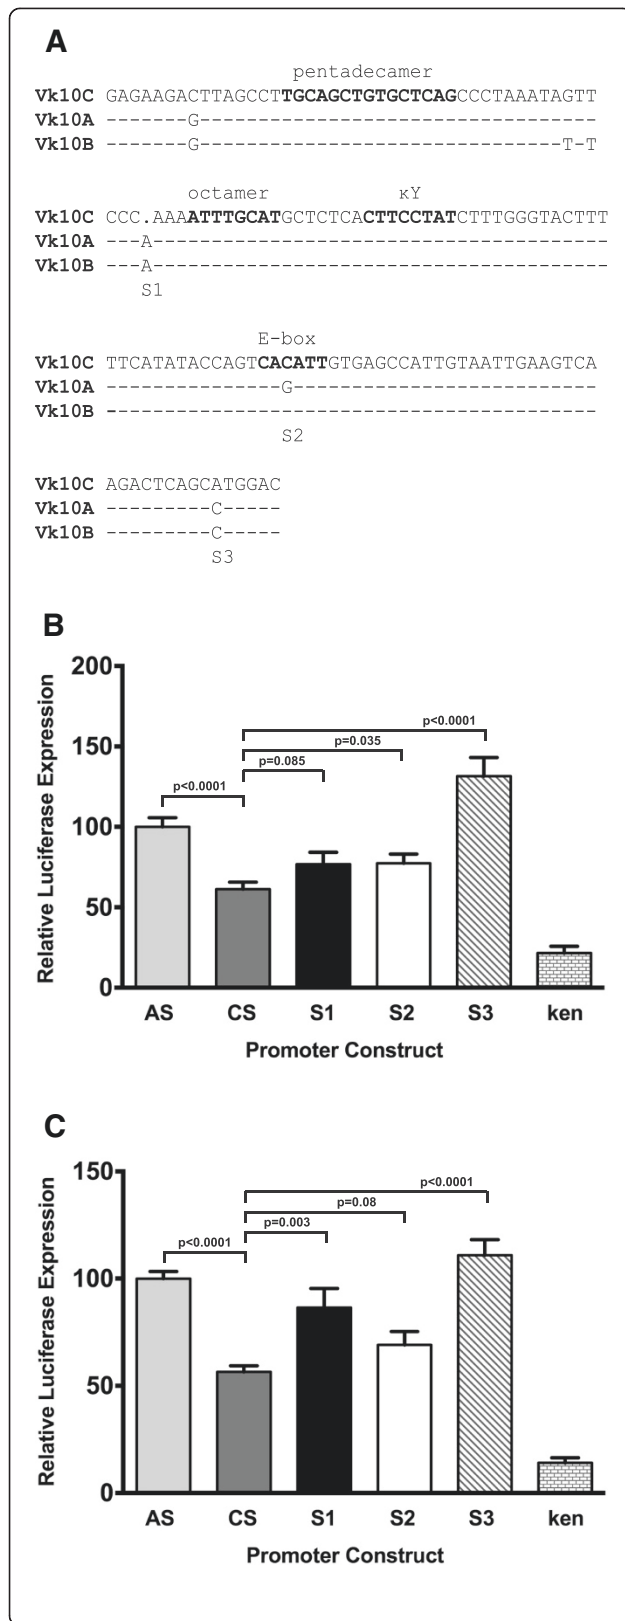 A
pentadecamer
Vk10C GAGAAGACTTAGCCTTGCAGCTGTGCTCAGCCCTAAATAGTT
Vk10A -------G----------------------------------
Vk10B -------G-------------------------------T-T
octamer κY
Vk10C CCC.AAAATTTGCATGCTCTCACTTCCTATCTTTGGGTACTTT
Vk10A ---A---------------------------------------
Vk10B ---A---------------------------------------
S1
E-box
Vk10C TTCATATACCAGTCACATTGTGAGCCATTGTAATTGAAGTCA
Vk10A ---------------G--------------------------
Vk10B ------------------------------------------
S2
Vk10C AGACTCAGCATGGAC
Vk10A ---------C-----
Vk10B ---------C-----
S3
B
Relative Luciferase Expression
200
150
100
50
0
p<0.0001
p=0.035
p=0.085
p<0.0001
AS CS S1 S2 S3 ken
Promoter Construct
C
Relative Luciferase Expression
150
100
50
0
p<0.0001
p=0.08
p=0.003
p<0.0001
AS CS S1 S2 S3 ken
Promoter Construct